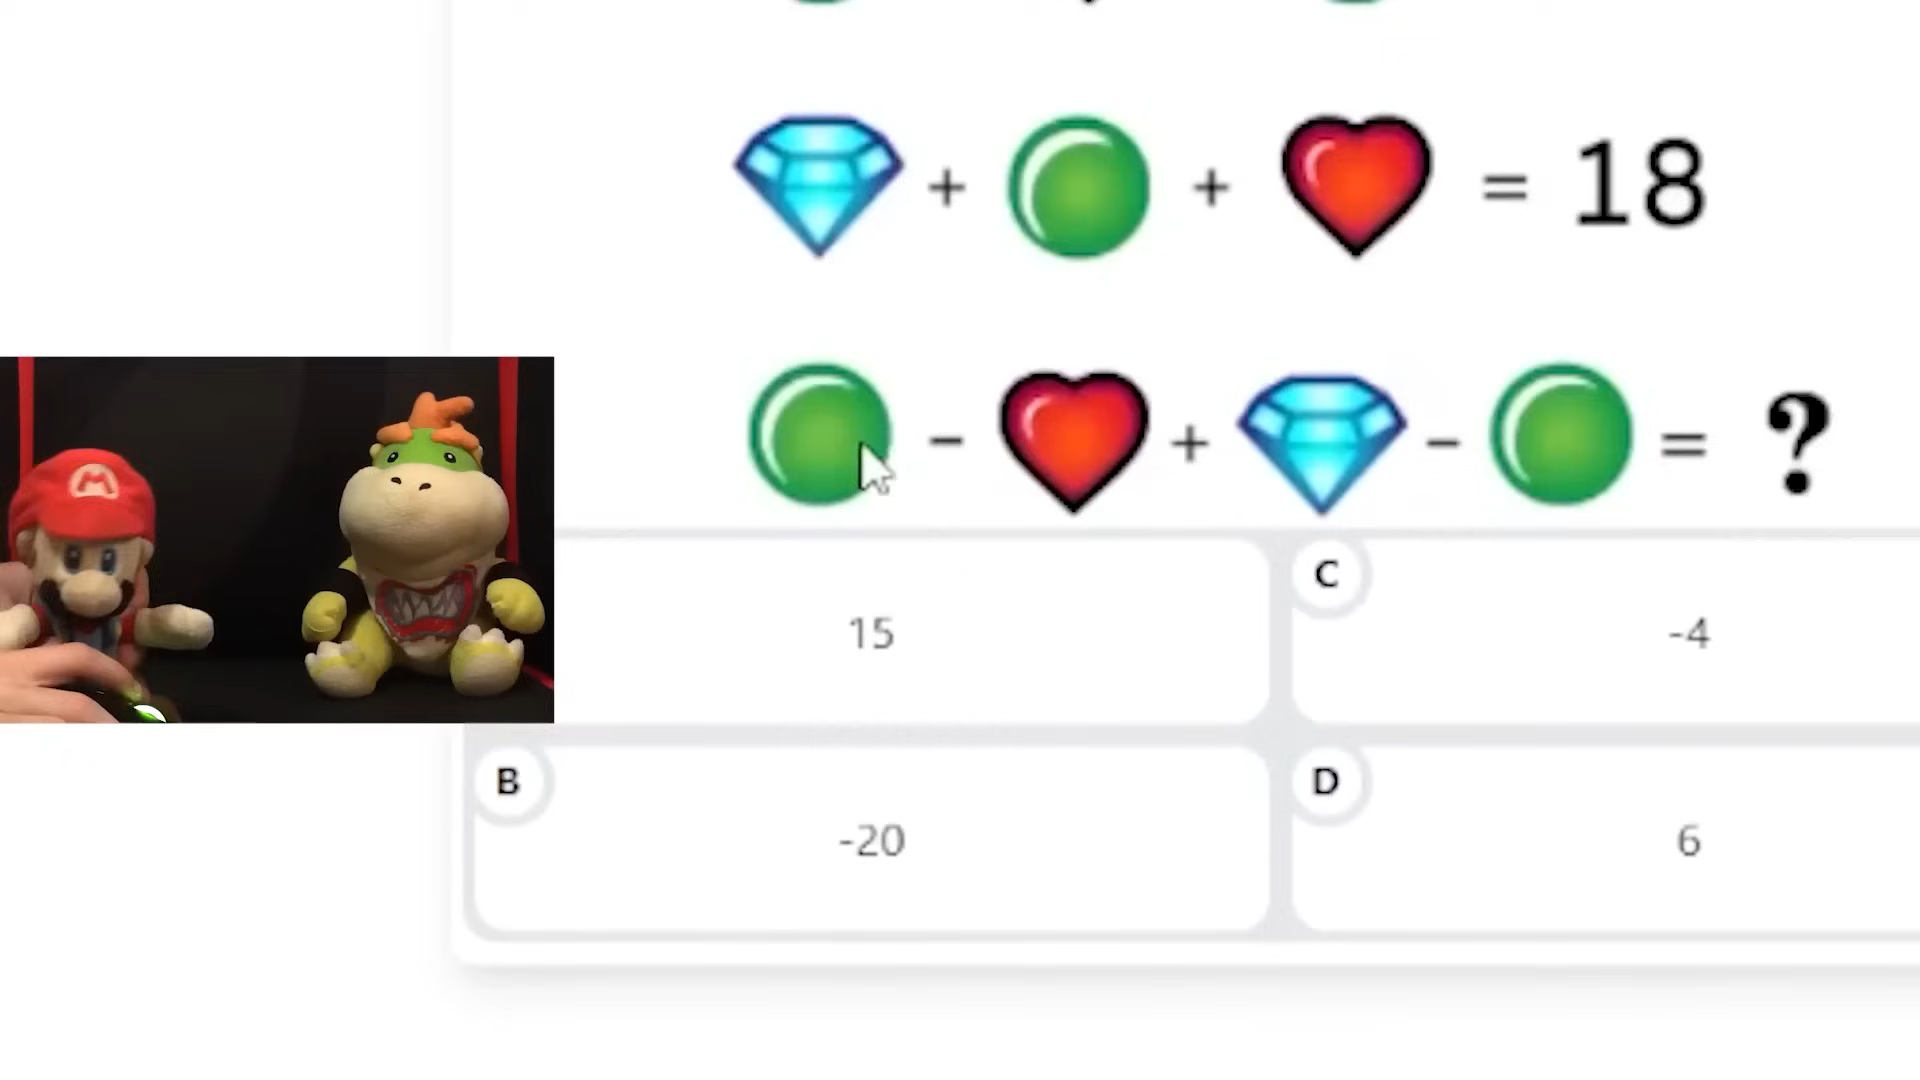 + + = 18
- + - = ?
15
C
-4
B
-20
D
6
M